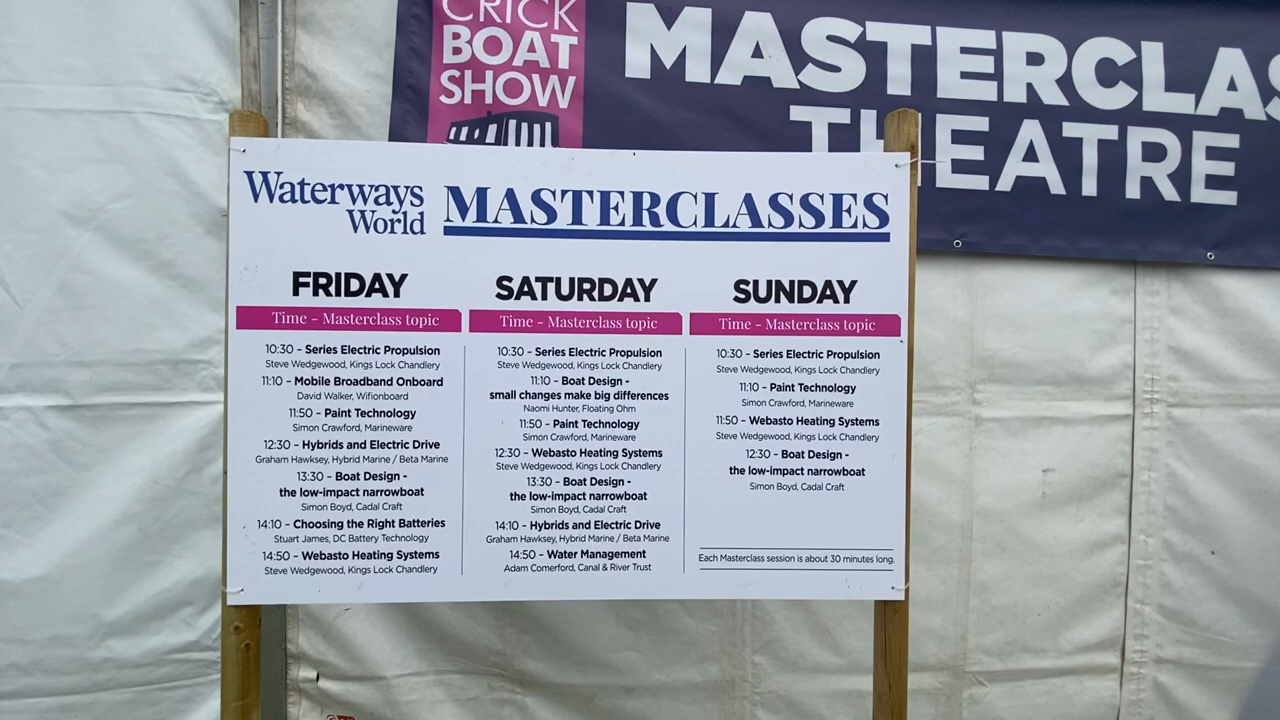 CRICK
BOAT
SHOW
MASTERCLAS
THEATRE
Waterways
World
MASTERCLASSES
FRIDAY
Time - Masterclass topic
10:30 - Series Electric Propulsion
Steve Wedgewood, Kings Lock Chandlery
11:10 - Mobile Broadband Onboard
David Walker, Wifionboard
11:50 - Paint Technology
Simon Crawford, Marineware
12:30 - Hybrids and Electric Drive
Graham Hawksey, Hybrid Marine / Beta Marine
13:30 - Boat Design -
the low-impact narrowboat
Simon Boyd, Cadal Craft
14:10 - Choosing the Right Batteries
Stuart James, DC Battery Technology
14:50 - Webasto Heating Systems
Steve Wedgewood, Kings Lock Chandlery
SATURDAY
Time - Masterclass topic
10:30 - Series Electric Propulsion
Steve Wedgewood, Kings Lock Chandlery
11:10 - Boat Design -
small changes make big differences
Naomi Hunter, Floating Ohm
11:50 - Paint Technology
Simon Crawford, Marineware
12:30 - Webasto Heating Systems
Steve Wedgewood, Kings Lock Chandlery
13:30 - Boat Design -
the low-impact narrowboat
Simon Boyd, Cadal Craft
14:10 - Hybrids and Electric Drive
Graham Hawksey, Hybrid Marine / Beta Marine
14:50 - Water Management
Adam Comerford, Canal & River Trust
SUNDAY
Time - Masterclass topic
10:30 - Series Electric Propulsion
Steve Wedgewood, Kings Lock Chandlery
11:10 - Paint Technology
Simon Crawford, Marineware
11:50 - Webasto Heating Systems
Steve Wedgewood, Kings Lock Chandlery
12:30 - Boat Design -
the low-impact narrowboat
Simon Boyd, Cadal Craft
Each Masterclass session is about 30 minutes long.